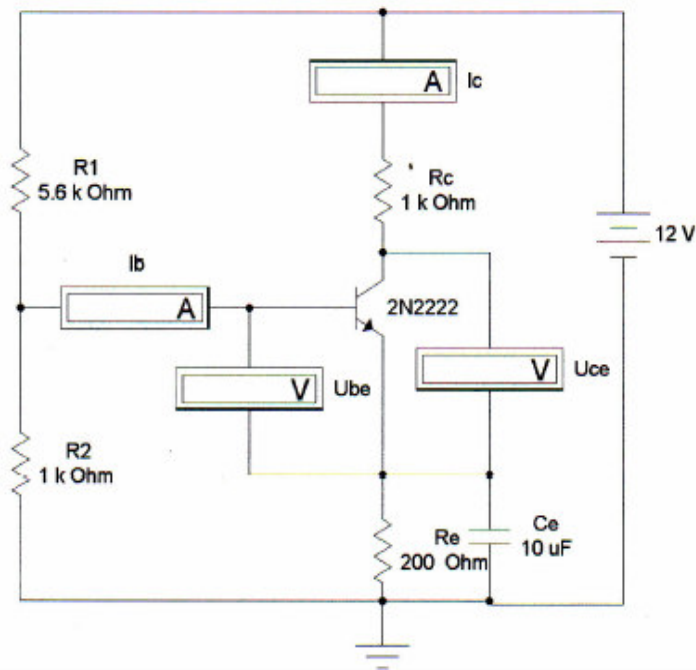 A
Ic
R1
5.6 k Ohm
Rc
1 k Ohm
12 V
Ib
A
2N2222
V
Ube
V
Uce
R2
1 k Ohm
Re
200 Ohm
Ce
10 uF